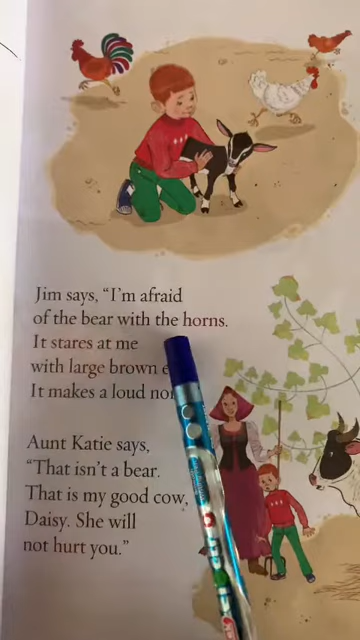 Jim says, “I’m afraid
of the bear with the horns.
It stares at me
with large brown
It makes a loud
Aunt Katie says,
“That isn’t a bear.
That is my good cow,
Daisy. She will
not hurt you.”